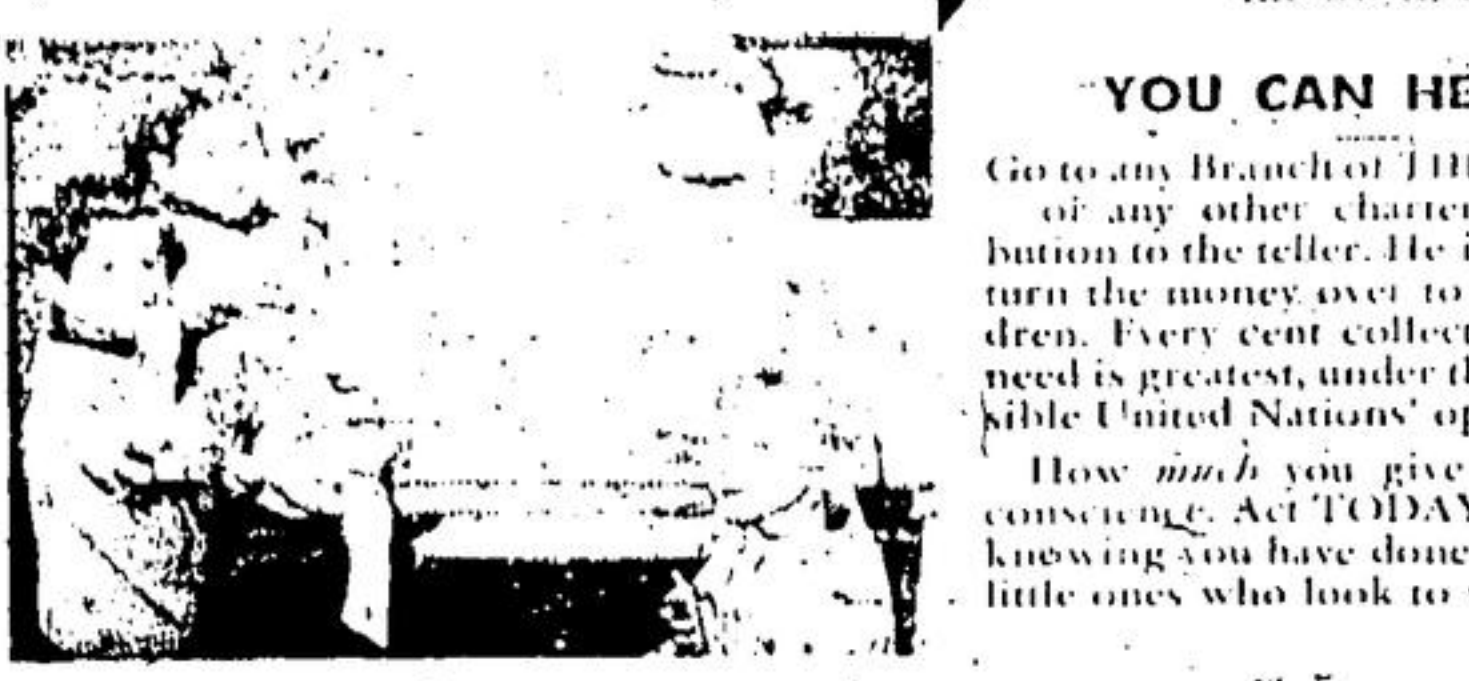 YOU CAN HE
Go to any Branch of THE
or any other charter
bution to the teller. He i
turn the money over to
dren. Every cent collect
need is greatest, under th
sible United Nations' op
How much you give
conscience. Act TODAY
knowing you have done
little ones who look to